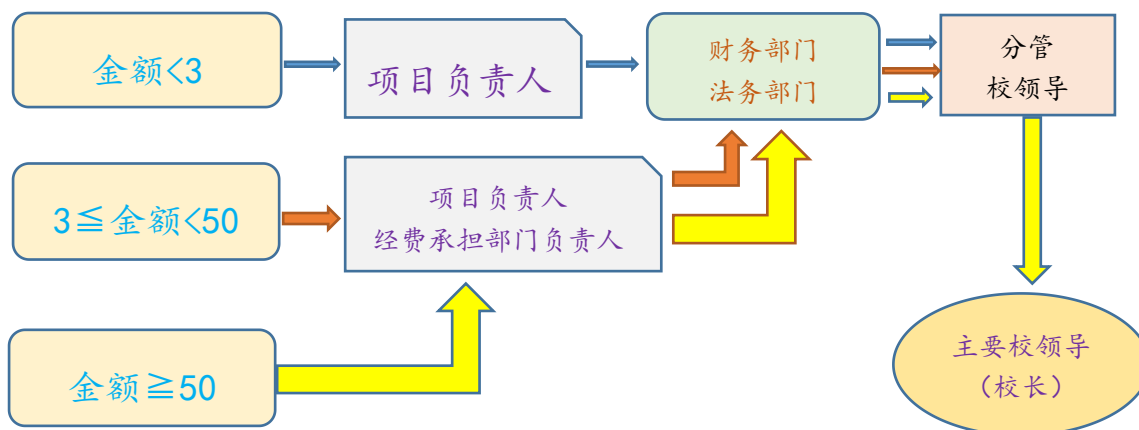 金额<3
项目负责人
财务部门
法务部门
分管
校领导
3≦金额<50
项目负责人
经费承担部门负责人
金额≧50
主要校领导
（校长）